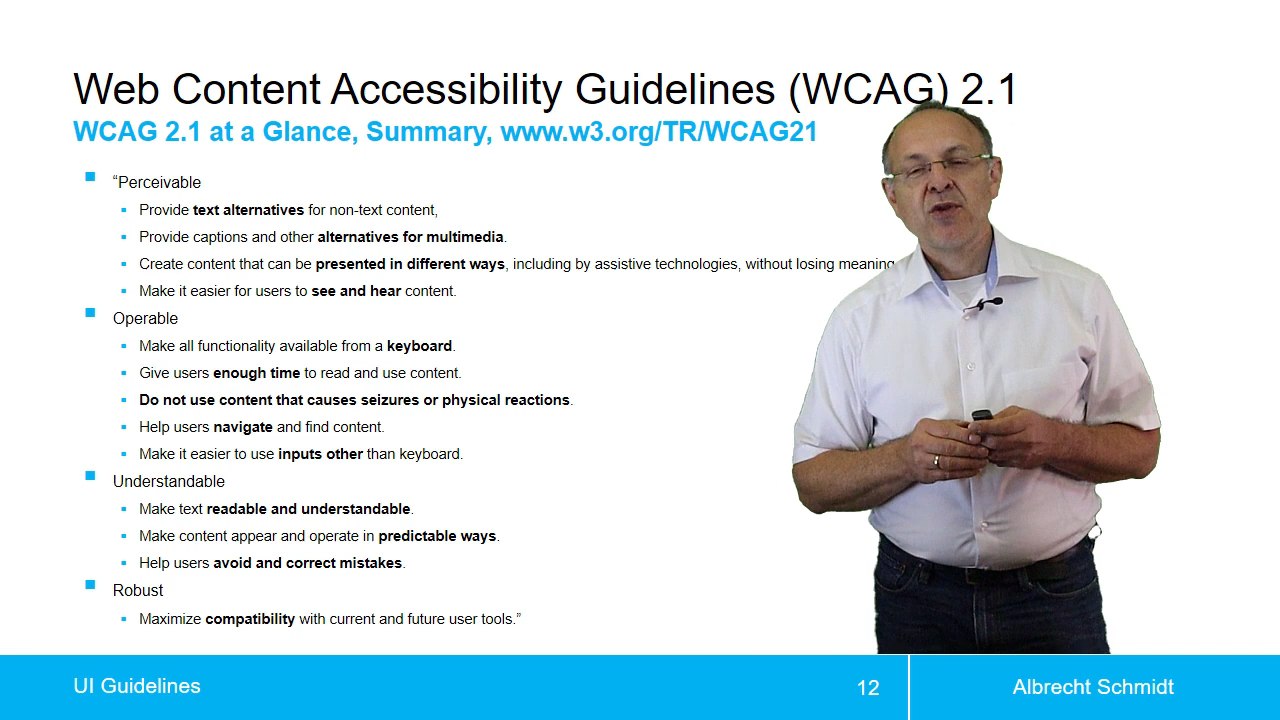 Web Content Accessibility Guidelines (WCAG) 2.1
WCAG 2.1 at a Glance, Summary, www.w3.org/TR/WCAG21
“Perceivable
Provide text alternatives for non-text content,
Provide captions and other alternatives for multimedia.
Create content that can be presented in different ways, including by assistive technologies, without losing meaning
Make it easier for users to see and hear content.
Operable
Make all functionality available from a keyboard.
Give users enough time to read and use content.
Do not use content that causes seizures or physical reactions.
Help users navigate and find content.
Make it easier to use inputs other than keyboard.
Understandable
Make text readable and understandable.
Make content appear and operate in predictable ways.
Help users avoid and correct mistakes.
Robust
Maximize compatibility with current and future user tools.”
UI Guidelines
12
Albrecht Schmidt